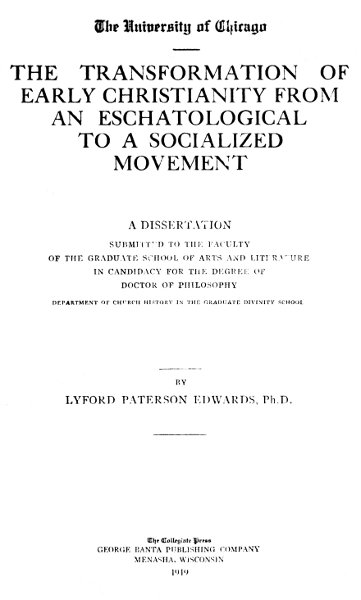 The University of Chicago
THE TRANSFORMATION OF
EARLY CHRISTIANITY FROM
AN ESCHATOLOGICAL
TO A SOCIALIZED
MOVEMENT
A DISSERTATION
SUBMITTED TO THE FACULTY
OF THE GRADUATE SCHOOL OF ARTS AND LITERATURE
IN CANDIDACY FOR THE DEGREE OF
DOCTOR OF PHILOSOPHY
DEPARTMENT OF CHURCH HISTORY IN THE GRADUATE DIVINITY SCHOOL
BY
LYFORD PATERSON EDWARDS, Ph.D.
The Collegiate Press
GEORGE BANTA PUBLISHING COMPANY
MENASHA, WISCONSIN
1919